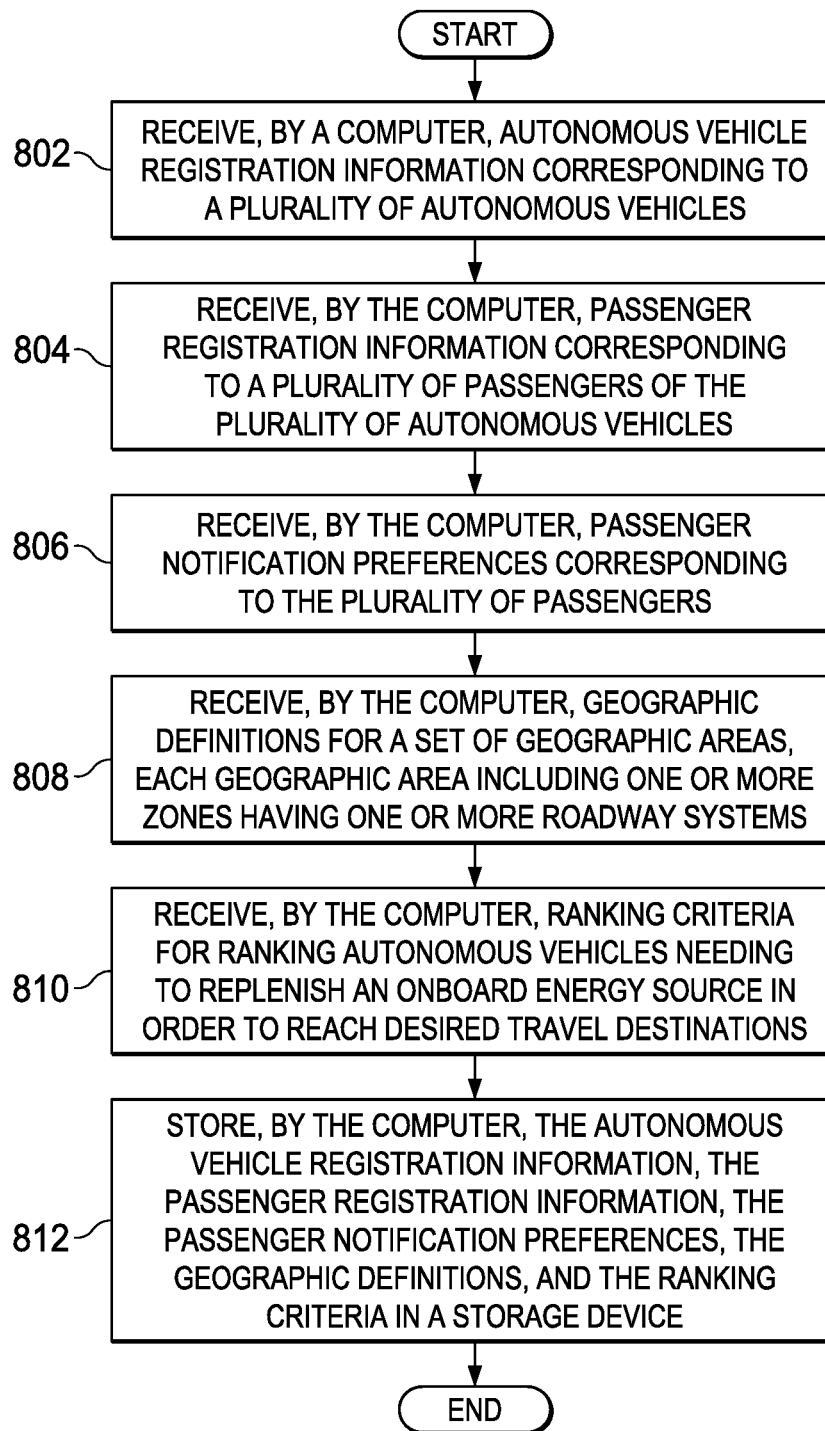 START
802
RECEIVE, BY A COMPUTER, AUTONOMOUS VEHICLE
REGISTRATION INFORMATION CORRESPONDING TO
A PLURALITY OF AUTONOMOUS VEHICLES
804
RECEIVE, BY THE COMPUTER, PASSENGER
REGISTRATION INFORMATION CORRESPONDING
TO A PLURALITY OF PASSENGERS OF THE
PLURALITY OF AUTONOMOUS VEHICLES
806
RECEIVE, BY THE COMPUTER, PASSENGER
NOTIFICATION PREFERENCES CORRESPONDING
TO THE PLURALITY OF PASSENGERS
808
RECEIVE, BY THE COMPUTER, GEOGRAPHIC
DEFINITIONS FOR A SET OF GEOGRAPHIC AREAS,
EACH GEOGRAPHIC AREA INCLUDING ONE OR MORE
ZONES HAVING ONE OR MORE ROADWAY SYSTEMS
810
RECEIVE, BY THE COMPUTER, RANKING CRITERIA
FOR RANKING AUTONOMOUS VEHICLES NEEDING
TO REPLENISH AN ONBOARD ENERGY SOURCE IN
ORDER TO REACH DESIRED TRAVEL DESTINATIONS
812
STORE, BY THE COMPUTER, THE AUTONOMOUS
VEHICLE REGISTRATION INFORMATION, THE
PASSENGER REGISTRATION INFORMATION, THE
PASSENGER NOTIFICATION PREFERENCES, THE
GEOGRAPHIC DEFINITIONS, AND THE RANKING
CRITERIA IN A STORAGE DEVICE
END